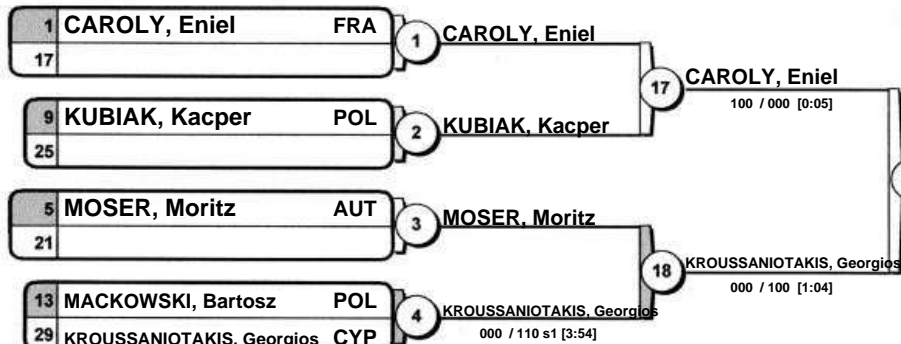 1 CAROLY, Eniel FRA
17
1
CAROLY, Eniel
17
CAROLY, Eniel
100 / 000 [0:05]
9 KUBIAK, Kacper POL
25
2
KUBIAK, Kacper
5 MOSER, Moritz AUT
21
3
MOSER, Moritz
18
KROUSSANIOTAKIS, Georgios
000 / 100 [1:04]
13 MACKOWSKI, Bartosz POL
29 KROUSSANIOTAKIS, Georgios CYP
4
KROUSSANIOTAKIS, Georgios
000 / 110 s1 [3:54]